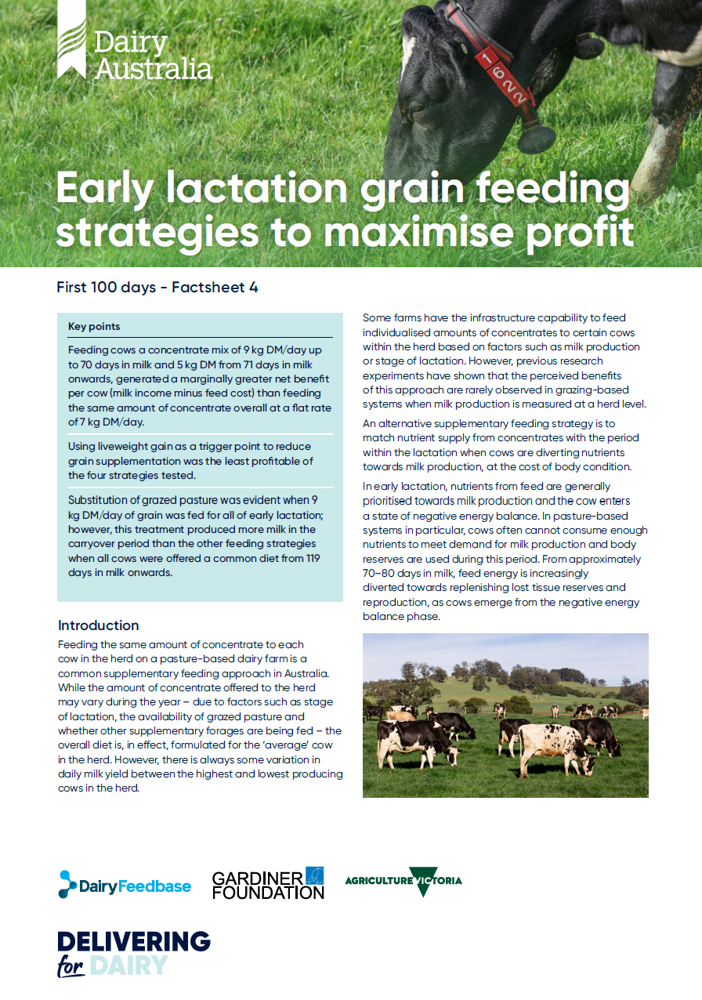 Dairy
Australia
1622
Early lactation grain feeding
strategies to maximise profit
First 100 days - Factsheet 4
Key points
Feeding cows a concentrate mix of 9 kg DM/day up
to 70 days in milk and 5 kg DM from 71 days in milk
onwards, generated a marginally greater net benefit
per cow (milk income minus feed cost) than feeding
the same amount of concentrate overall at a flat rate
of 7 kg DM/day.
Using liveweight gain as a trigger point to reduce
grain supplementation was the least profitable of
the four strategies tested.
Substitution of grazed pasture was evident when 9
kg DM/day of grain was fed for all of early lactation;
however, this treatment produced more milk in the
carryover period than the other feeding strategies
when all cows were offered a common diet from 119
days in milk onwards.
Introduction
Feeding the same amount of concentrate to each
cow in the herd on a pasture-based dairy farm is a
common supplementary feeding approach in Australia.
While the amount of concentrate offered to the herd
may vary during the year – due to factors such as stage
of lactation, the availability of grazed pasture and
whether other supplementary forages are being fed – the
overall diet is, in effect, formulated for the ‘average’ cow
in the herd. However, there is always some variation in
daily milk yield between the highest and lowest producing
cows in the herd.
Some farms have the infrastructure capability to feed
individualised amounts of concentrates to certain cows
within the herd based on factors such as milk production
or stage of lactation. However, previous research
experiments have shown that the perceived benefits
of this approach are rarely observed in grazing-based
systems when milk production is measured at a herd level.
An alternative supplementary feeding strategy is to
match nutrient supply from concentrates with the period
within the lactation when cows are diverting nutrients
towards milk production, at the cost of body condition.
In early lactation, nutrients from feed are generally
prioritised towards milk production and the cow enters
a state of negative energy balance. In pasture-based
systems in particular, cows often cannot consume enough
nutrients to meet demand for milk production and body
reserves are used during this period. From approximately
70–80 days in milk, feed energy is increasingly
diverted towards replenishing lost tissue reserves and
reproduction, as cows emerge from the negative energy
balance phase.
DairyFeedbase
GARDINER
FOUNDATION
AGRICULTURE VICTORIA
DELIVERING
for DAIRY